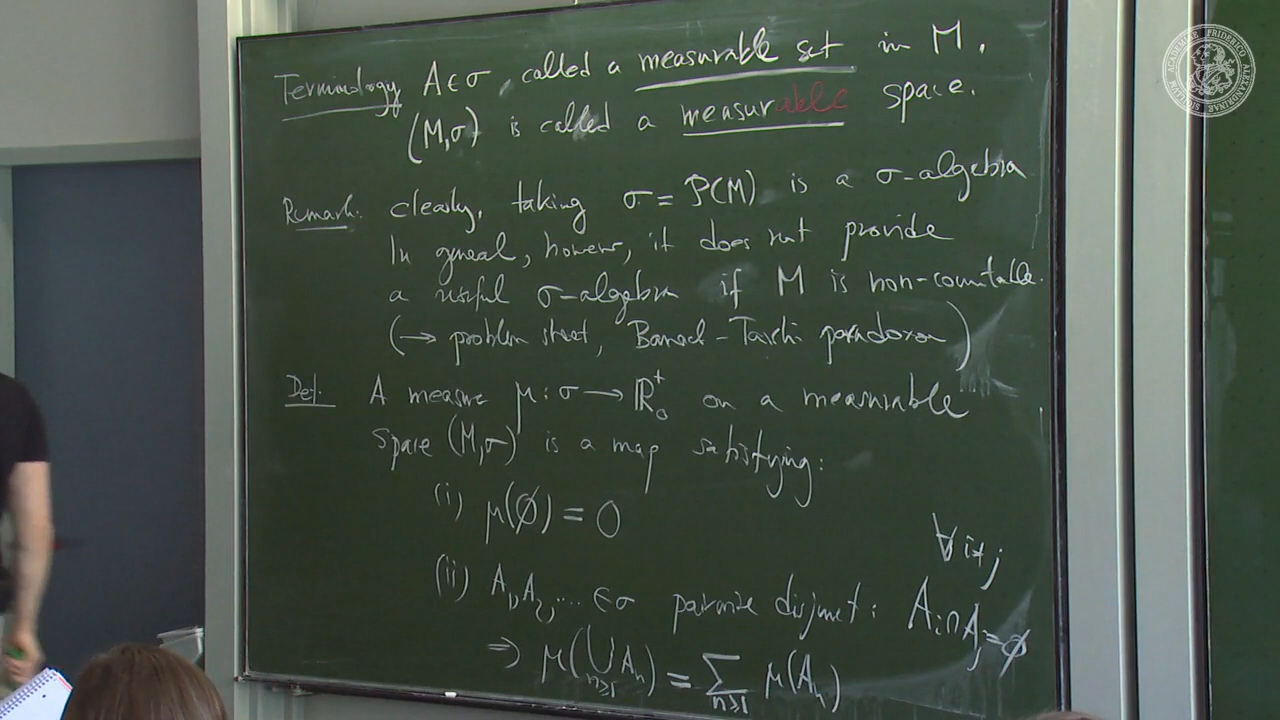 Terminology A ∈ σ, called a measurable set in M.
(M,σ) is called a measurable space.
Remark: clearly, taking σ = P(M) is a σ-algebra
In general, however, it does not provide
a useful σ-algebra if M is non-countable.
(→ problem sheet, Banach-Tarski paradoxon)
Def: A measure μ : σ → ℝ₀⁺ on a measurable
space (M,σ) is a map satisfying:
(i) μ(∅) = 0
(ii) A₁, A₂, .... ∈ σ pairwise disjunct: Aᵢ ∩ Aⱼ = ∅ ∀ i ≠ j
⇒ μ(⋃_{n≥1} Aₙ) = ∑_{n≥1} μ(Aₙ)